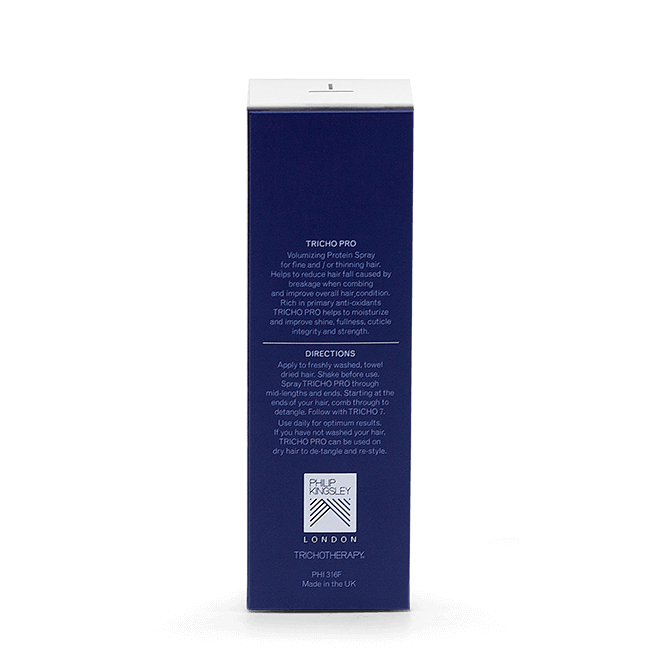 TRICHO PRO
Volumizing Protein Spray
for fine and / or thinning hair.
Helps to reduce hair fall caused by
breakage when combing
and improve overall hair condition.
Rich in primary anti-oxidants
TRICHO PRO helps to moisturize
and improve shine, fullness, cuticle
integrity and strength.
DIRECTIONS
Apply to freshly washed, towel
dried hair. Shake before use.
Spray TRICHO PRO through
mid-lengths and ends. Starting at the
ends of your hair, comb through to
detangle. Follow with TRICHO 7.
Use daily for optimum results.
If you have not washed your hair,
TRICHO PRO can be used on
dry hair to de-tangle and re-style.
PHILIP
KINGSLEY
LONDON
TRICHOTHERAPY®
PHI 316F
Made in the UK